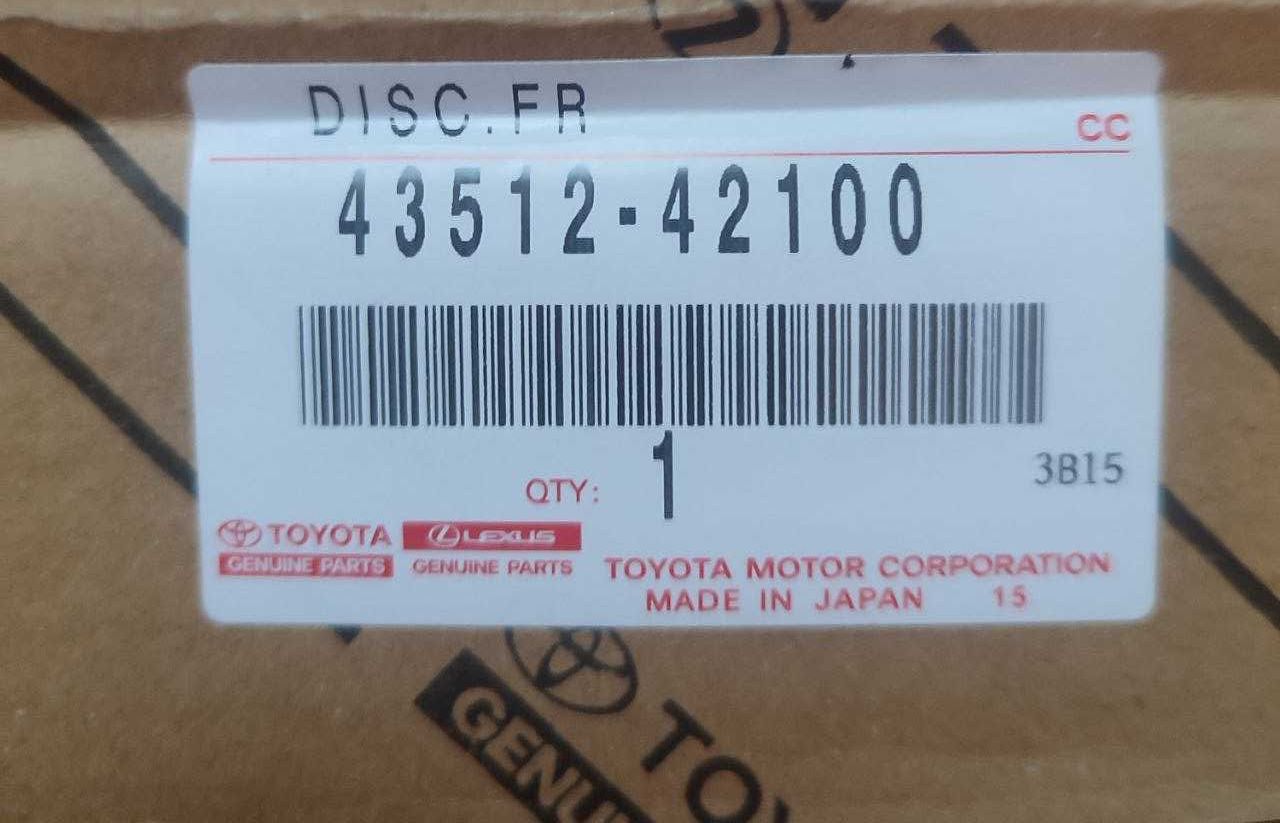 DISC.FR
CC
43512-42100
QTY: 1
3B15
TOYOTA LEXUS
GENUINE PARTS GENUINE PARTS
TOYOTA MOTOR CORPORATION
MADE IN JAPAN 15
TOYO
GENU